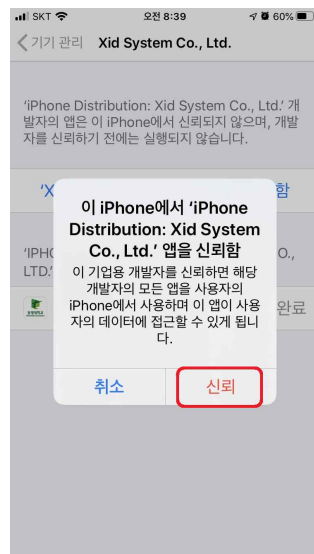 SKT 오전 8:39 60%
기기 관리 Xid System Co., Ltd.
'iPhone Distribution: Xid System Co., Ltd.' 개
발자의 앱은 이 iPhone에서 신뢰되지 않으며, 개발
자를 신뢰하기 전에는 실행되지 않습니다.
'X 함
이 iPhone에서 'iPhone
Distribution: Xid System
Co., Ltd.' 앱을 신뢰함
'IPHO O.,
LTD.'
이 기업용 개발자를 신뢰하면 해당
개발자의 모든 앱을 사용자의
iPhone에서 사용하며 이 앱이 사용
완료
자의 데이터에 접근할 수 있게 됩니
다.
취소 신뢰